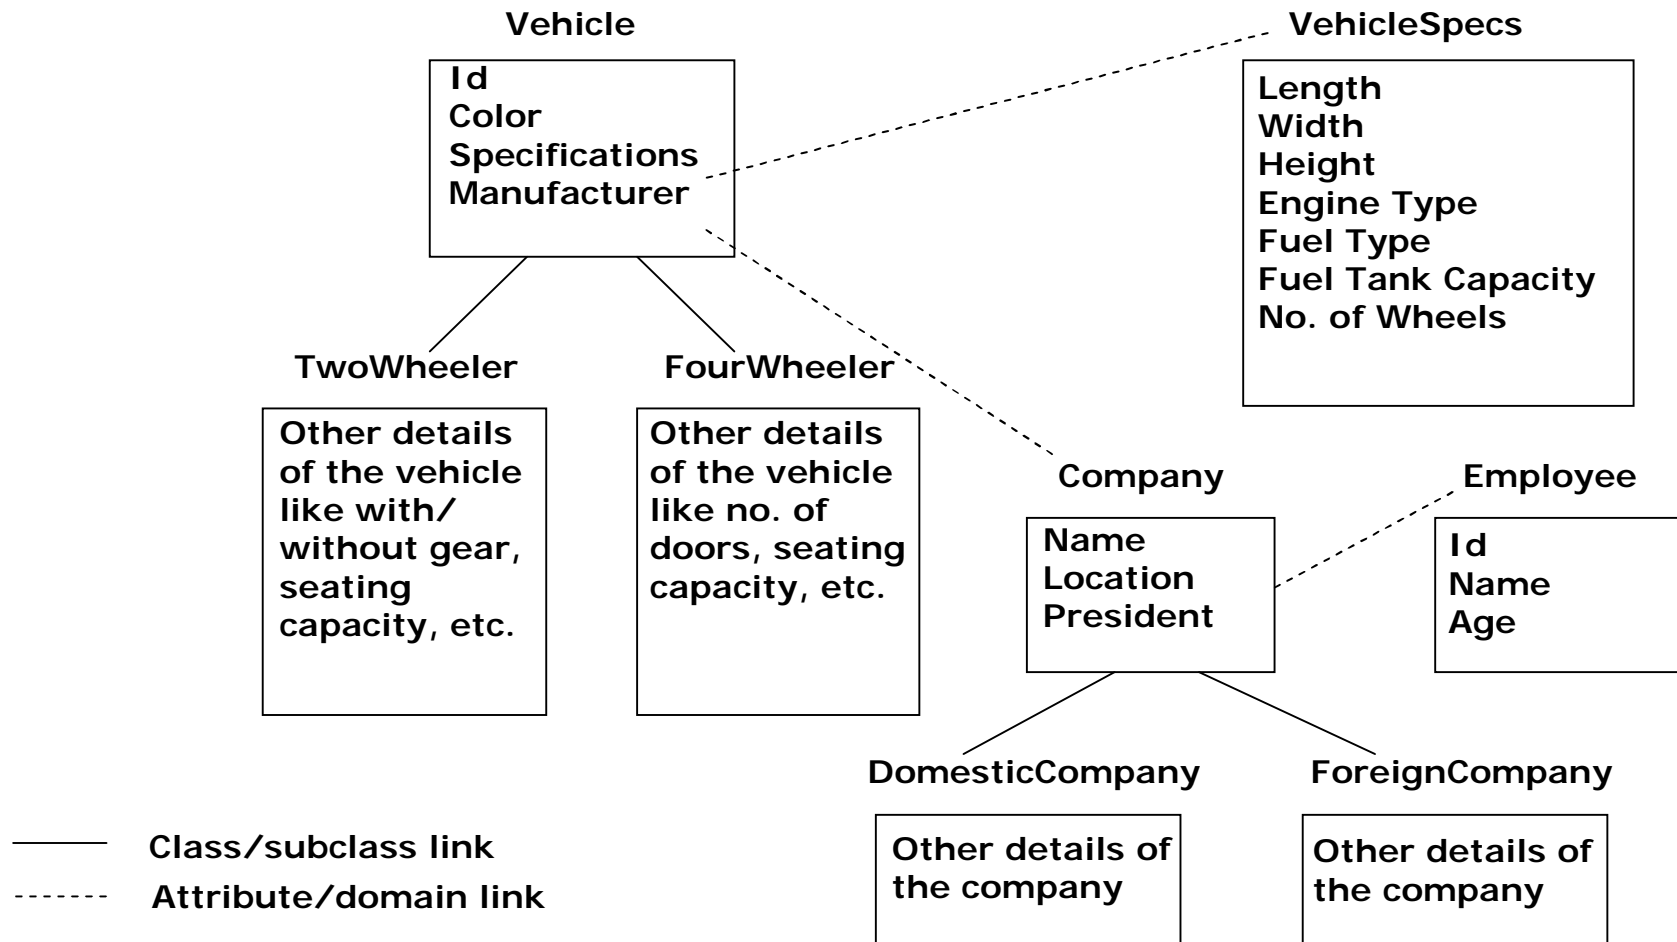 Vehicle
Id
Color
Specifications
Manufacturer
VehicleSpecs
Length
Width
Height
Engine Type
Fuel Type
Fuel Tank Capacity
No. of Wheels
TwoWheeler
Other details
of the vehicle
like with/
without gear,
seating
capacity, etc.
FourWheeler
Other details
of the vehicle
like no. of
doors, seating
capacity, etc.
Company
Name
Location
President
Employee
Id
Name
Age
DomesticCompany
Other details of
the company
ForeignCompany
Other details of
the company
Class/subclass link
Attribute/domain link